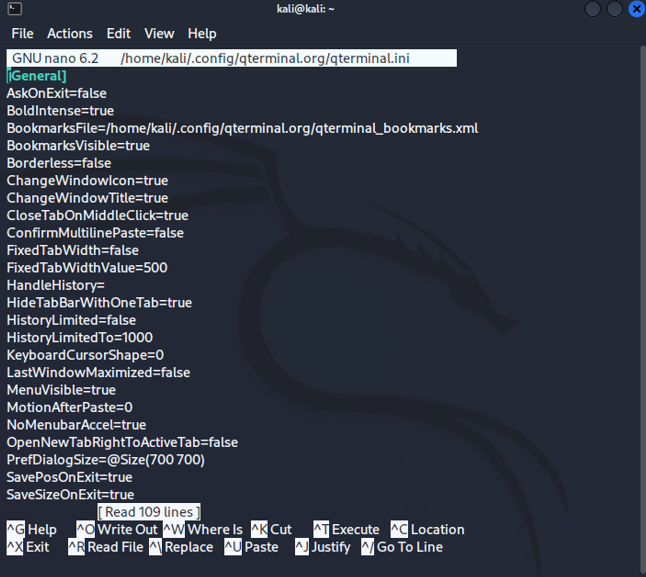 kali@kali: ~
File Actions Edit View Help
GNU nano 6.2 /home/kali/.config/qterminal.org/qterminal.ini
[General]
AskOnExit=false
BoldIntense=true
BookmarksFile=/home/kali/.config/qterminal.org/qterminal_bookmarks.xml
BookmarksVisible=true
Borderless=false
ChangeWindowIcon=true
ChangeWindowTitle=true
CloseTabOnMiddleClick=true
ConfirmMultilinePaste=false
FixedTabWidth=false
FixedTabWidthValue=500
HandleHistory=
HideTabBarWithOneTab=true
HistoryLimited=false
HistoryLimitedTo=1000
KeyboardCursorShape=0
LastWindowMaximized=false
MenuVisible=true
MotionAfterPaste=0
NoMenubarAccel=true
OpenNewTabRightToActiveTab=false
PrefDialogSize=@Size(700 700)
SavePosOnExit=true
SaveSizeOnExit=true
[ Read 109 lines ]
^G Help ^O Write Out ^W Where Is ^K Cut ^T Execute ^C Location
^X Exit ^R Read File ^\ Replace ^U Paste ^J Justify ^/ Go To Line